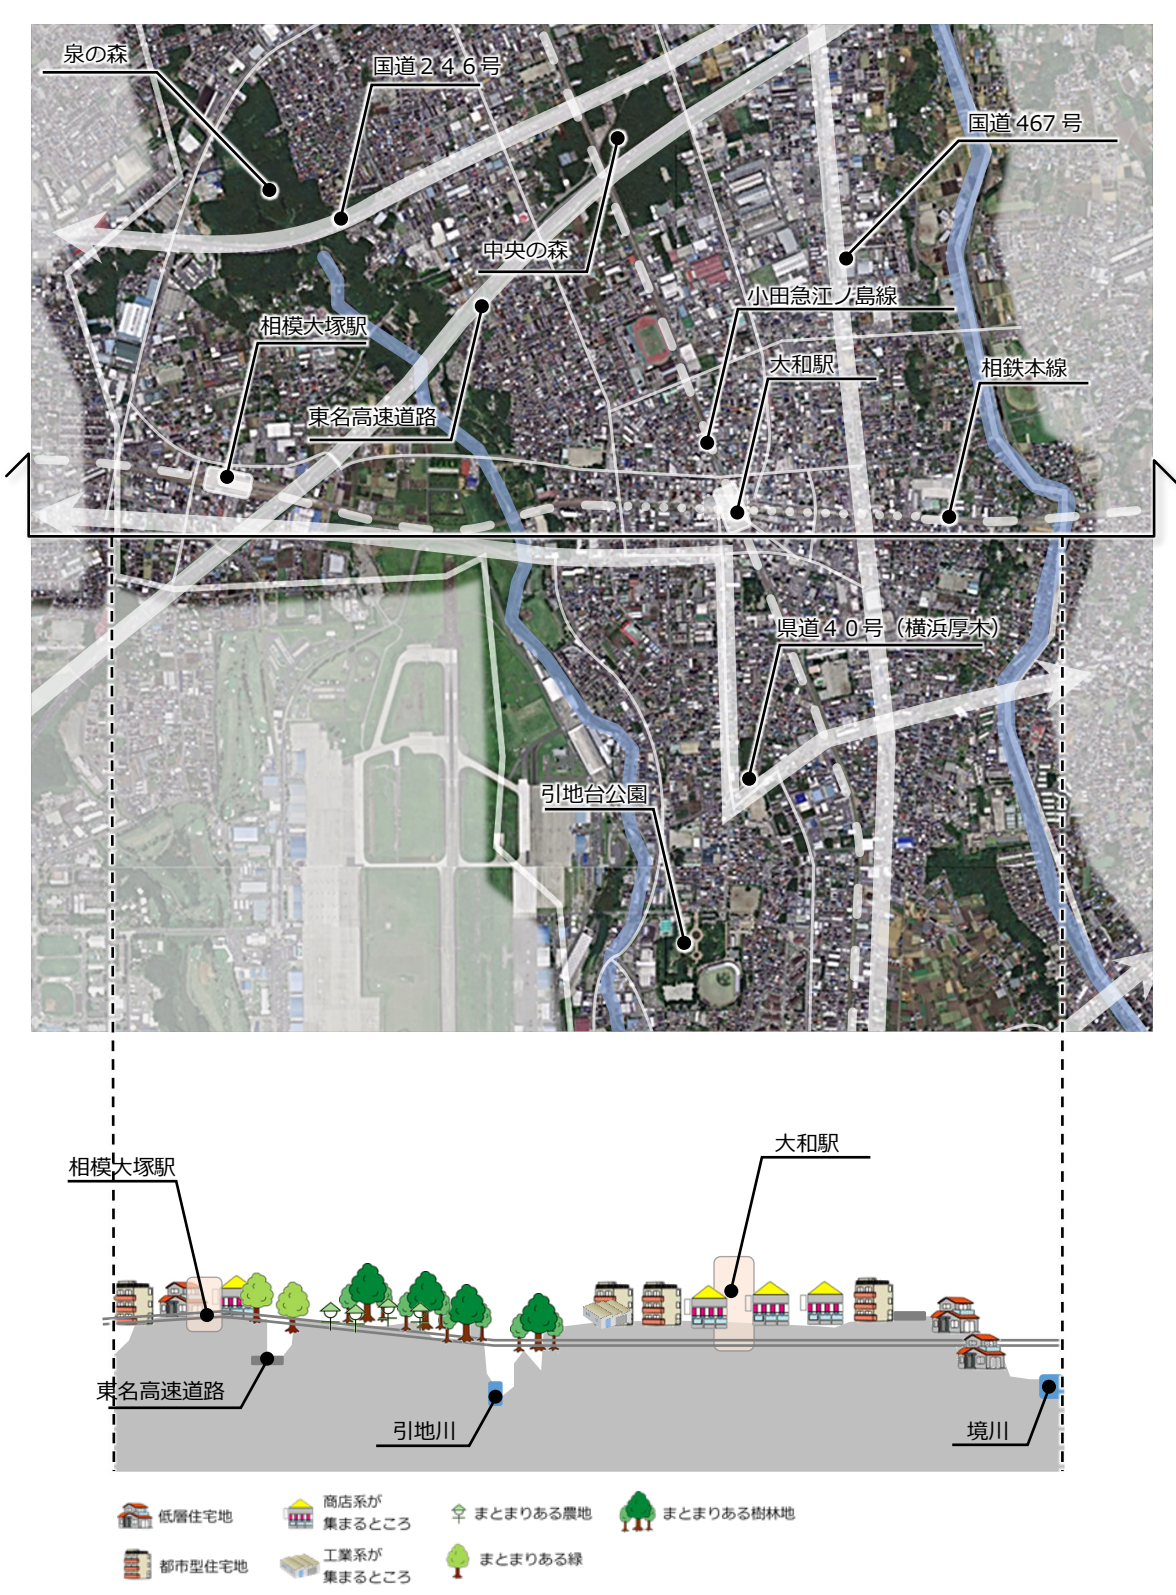 泉の森
国道２４６号
国道 467 号
中央の森
小田急江ノ島線
相模大塚駅
大和駅
相鉄本線
東名高速道路
県道４０号（横浜厚木）
引地台公園
大和駅
相模大塚駅
東名高速道路
引地川
境川
低層住宅地
商店系が
集まるところ
まとまりある農地
まとまりある樹林地
都市型住宅地
工業系が
集まるところ
まとまりある緑